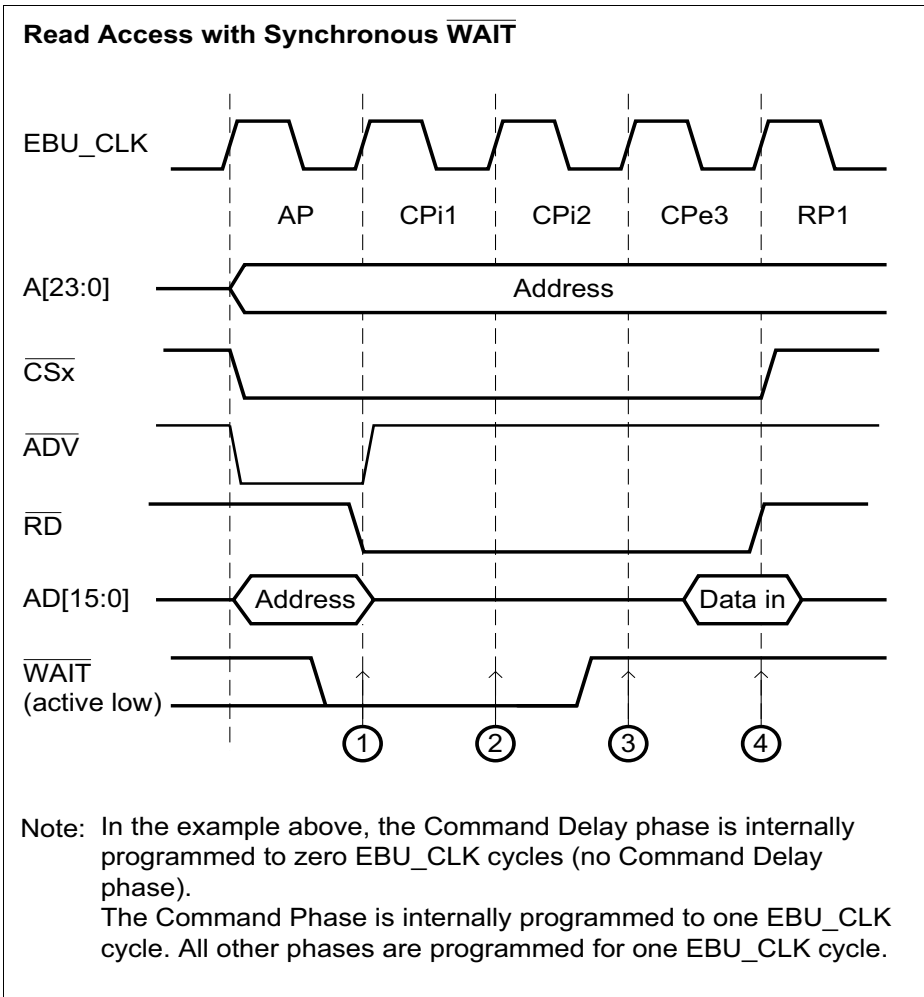 Read Access with Synchronous WAIT
EBU_CLK
AP CPi1 CPi2 CPe3 RP1
A[23:0] Address
CSx
ADV
RD
AD[15:0] Address Data in
WAIT
(active low)
1 2 3 4
Note: In the example above, the Command Delay phase is internally
programmed to zero EBU_CLK cycles (no Command Delay
phase).
The Command Phase is internally programmed to one EBU_CLK
cycle. All other phases are programmed for one EBU_CLK cycle.